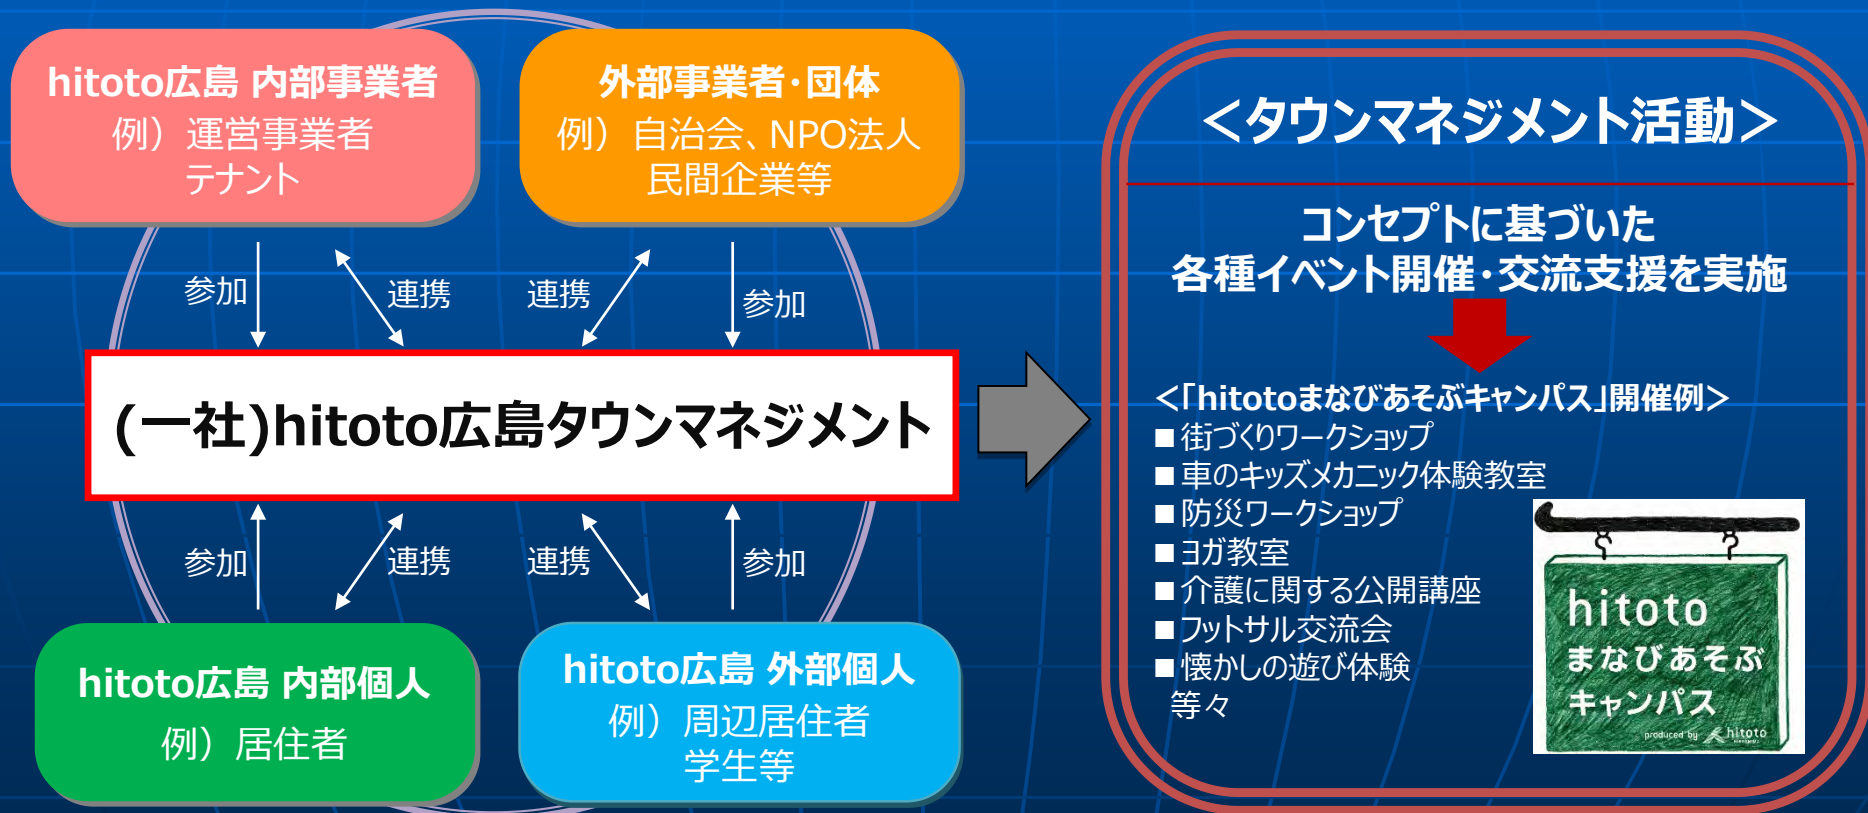 hitoto広島 内部事業者
例）運営事業者
テナント
外部事業者・団体
例）自治会、NPO法人
民間企業等
参加
連携
連携
参加
(一社)hitoto広島タウンマネジメント
参加
連携
連携
参加
hitoto広島 内部個人
例）居住者
hitoto広島 外部個人
例）周辺居住者
学生等
＜タウンマネジメント活動＞
コンセプトに基づいた
各種イベント開催・交流支援を実施
＜「hitotoまなびあそぶキャンパス」開催例＞
■街づくりワークショップ
■車のキッズメカニック体験教室
■防災ワークショップ
■ヨガ教室
■介護に関する公開講座
■フットサル交流会
■懐かしの遊び体験
等々
hitoto
まなびあそぶ
キャンパス
produced by hitoto